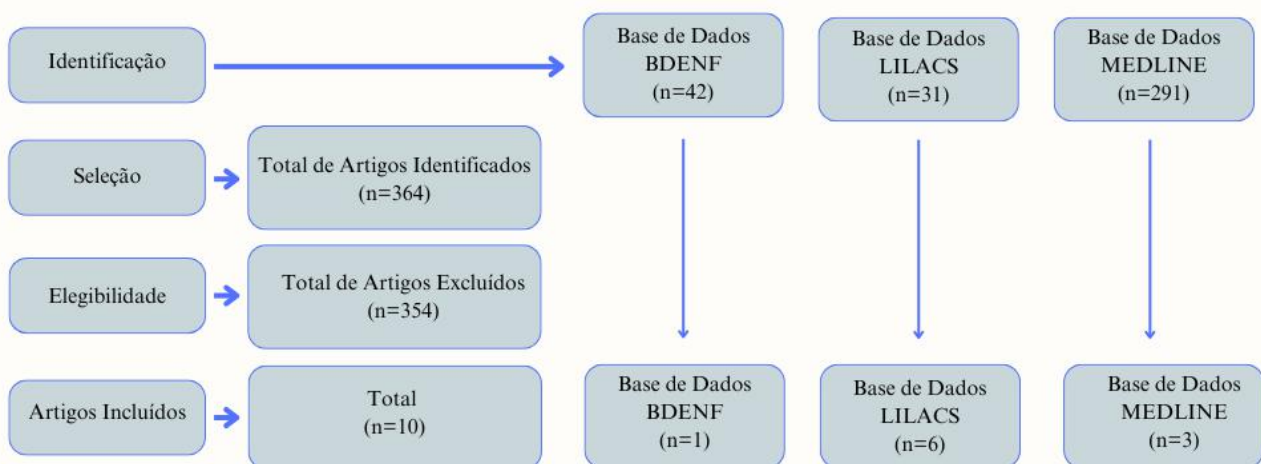 Identificação
Base de Dados
BDENF
(n=42)
Base de Dados
LILACS
(n=31)
Base de Dados
MEDLINE
(n=291)
Seleção
Total de Artigos Identificados
(n=364)
Elegibilidade
Total de Artigos Excluídos
(n=354)
Artigos Incluídos
Total
(n=10)
Base de Dados
BDENF
(n=1)
Base de Dados
LILACS
(n=6)
Base de Dados
MEDLINE
(n=3)